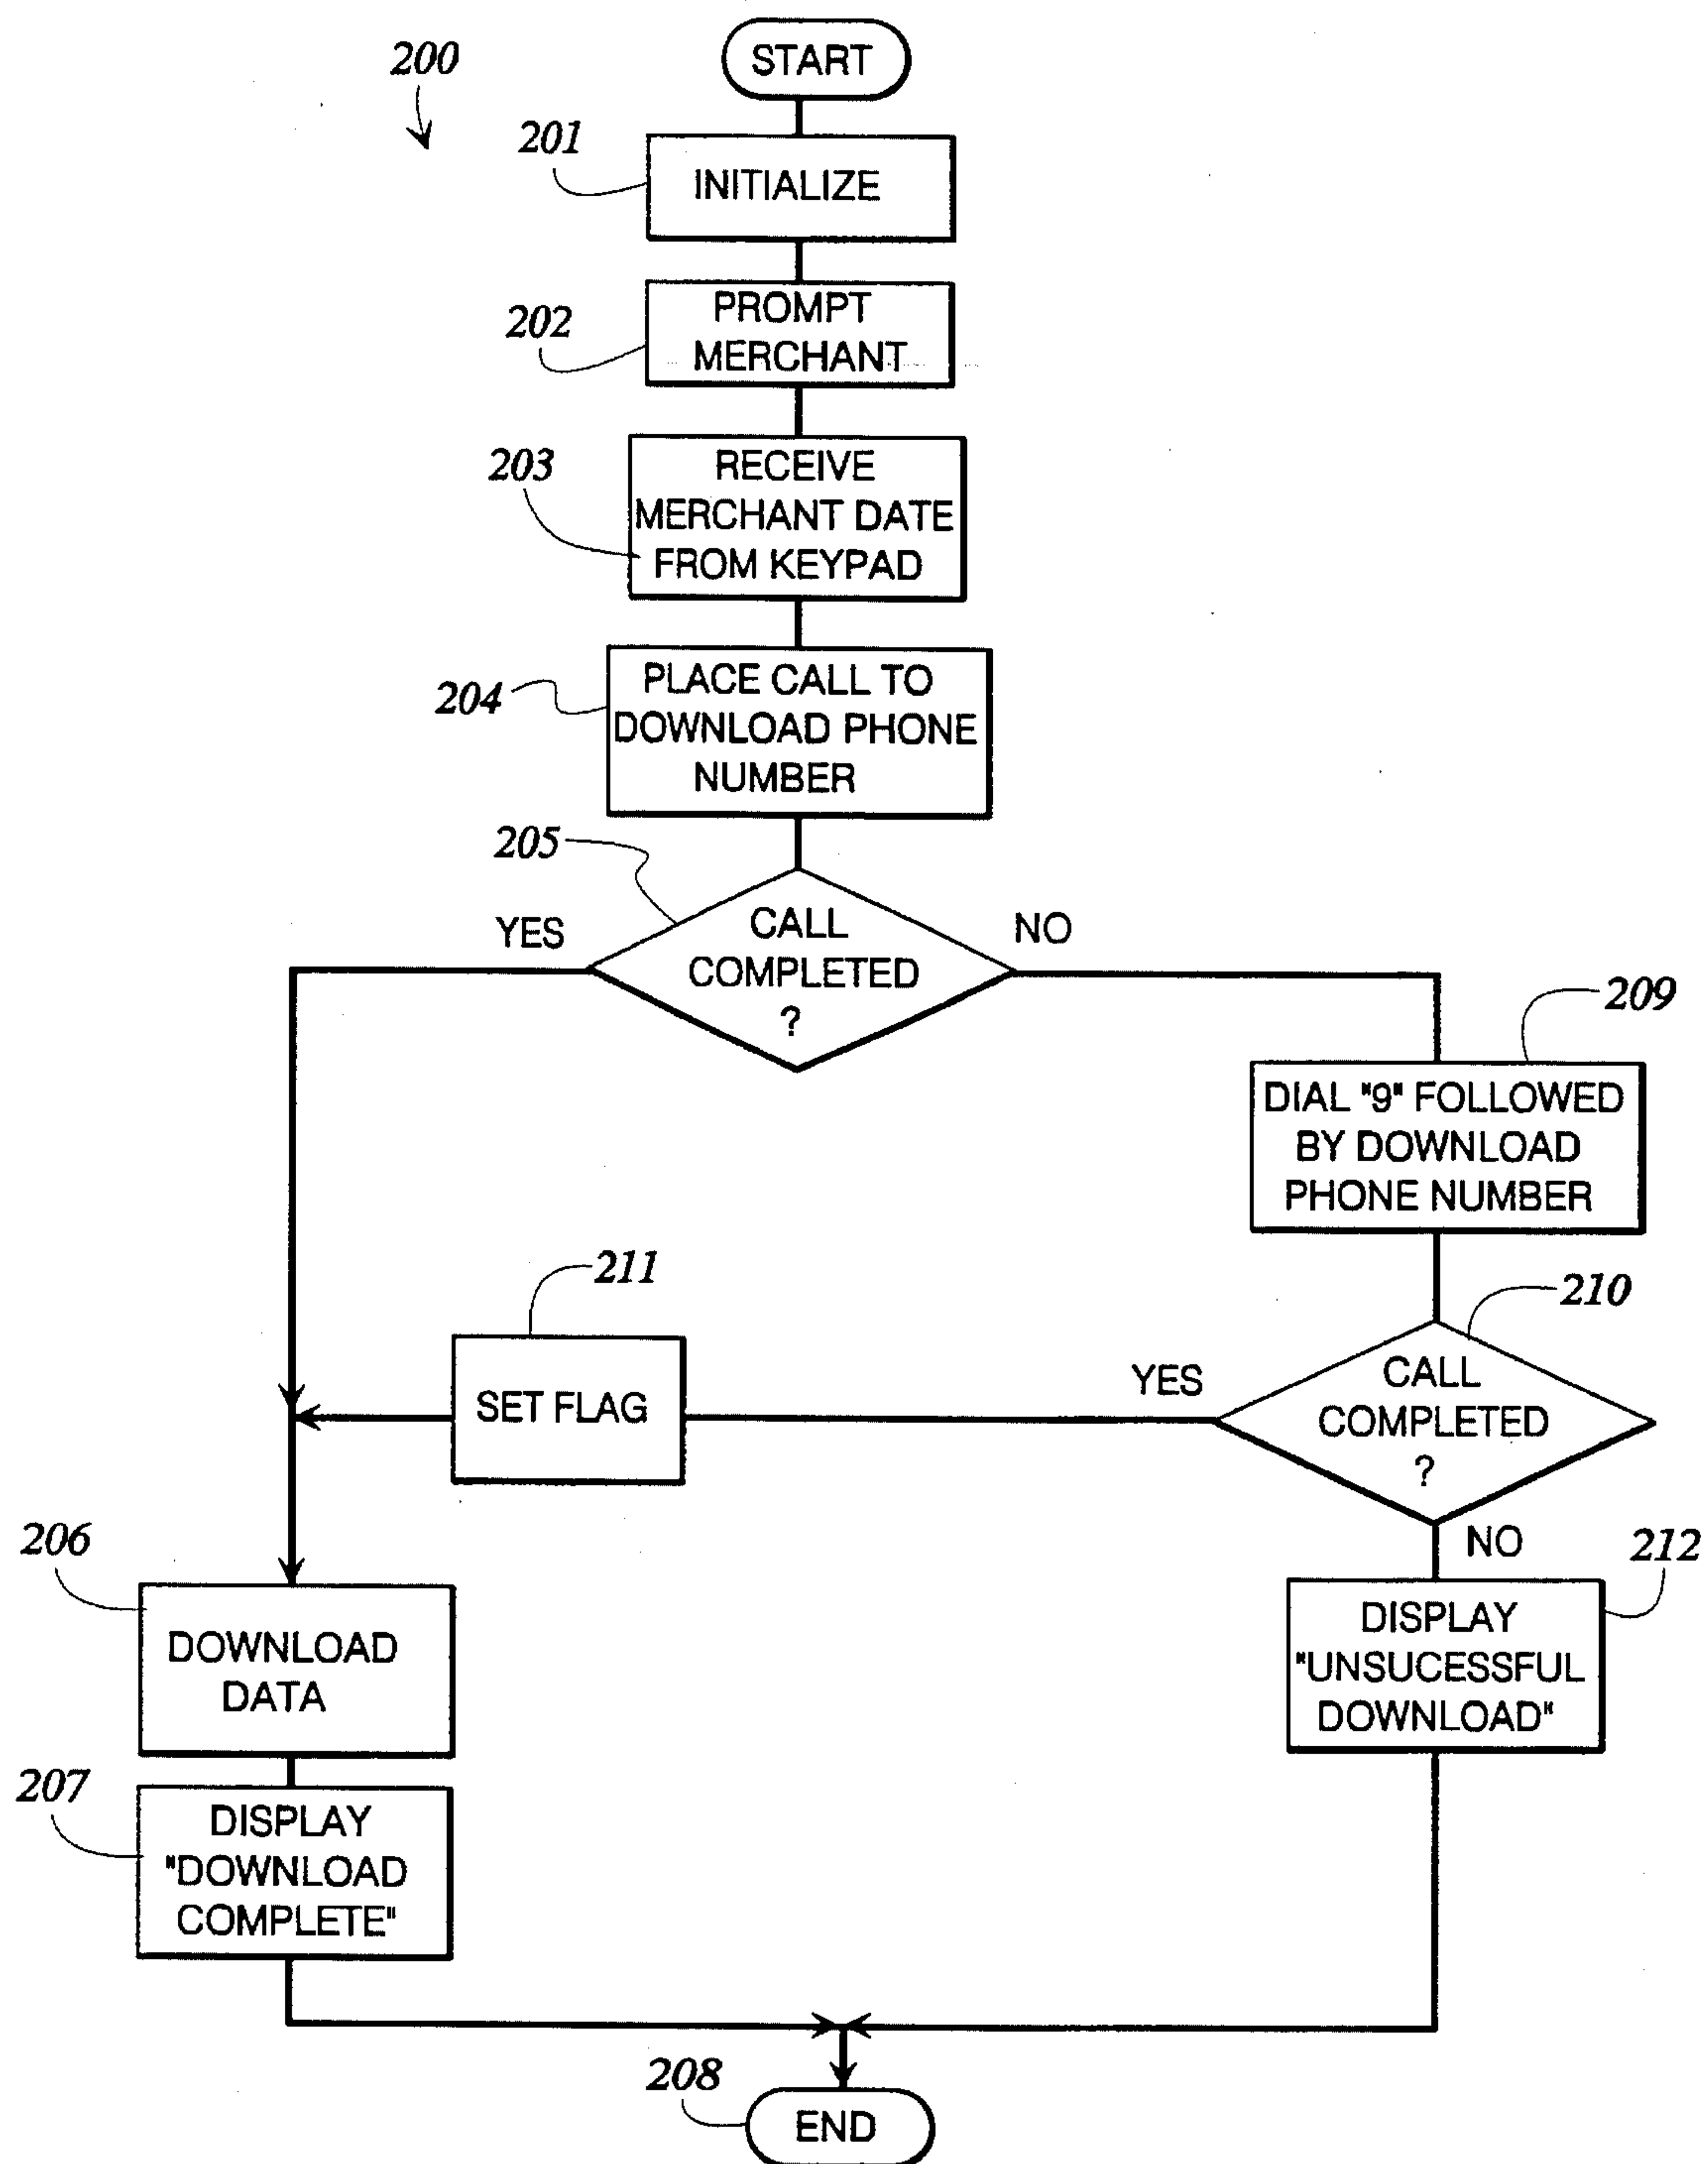 200
START
201
INITIALIZE
202
PROMPT
MERCHANT
203
RECEIVE
MERCHANT DATE
FROM KEYPAD
204
PLACE CALL TO
DOWNLOAD PHONE
NUMBER
205
YES
CALL
COMPLETED
?
NO
209
DIAL "9" FOLLOWED
BY DOWNLOAD
PHONE NUMBER
211
SET FLAG
210
YES
CALL
COMPLETED
?
NO
206
DOWNLOAD
DATA
212
DISPLAY
"UNSUCESSFUL
DOWNLOAD"
207
DISPLAY
"DOWNLOAD
COMPLETE"
208
END